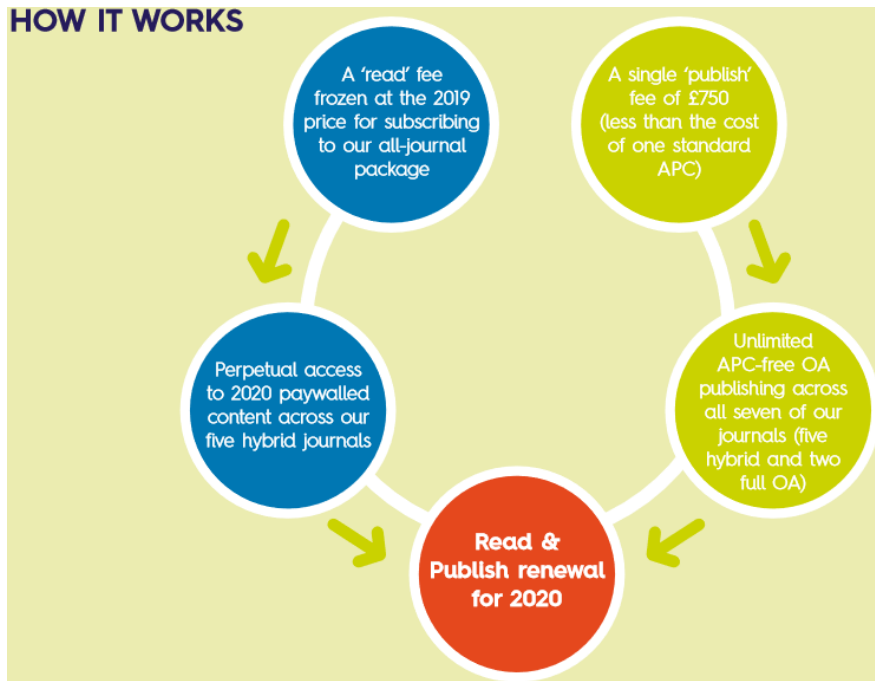 HOW IT WORKS
A ‘read’ fee
frozen at the 2019
price for subscribing
to our all-journal
package
A single ‘publish’
fee of £750
(less than the cost
of one standard
APC)
Perpetual access
to 2020 paywalled
content across our
five hybrid journals
Unlimited
APC-free OA
publishing across
all seven of our
journals (five
hybrid and two
full OA)
Read &
Publish renewal
for 2020